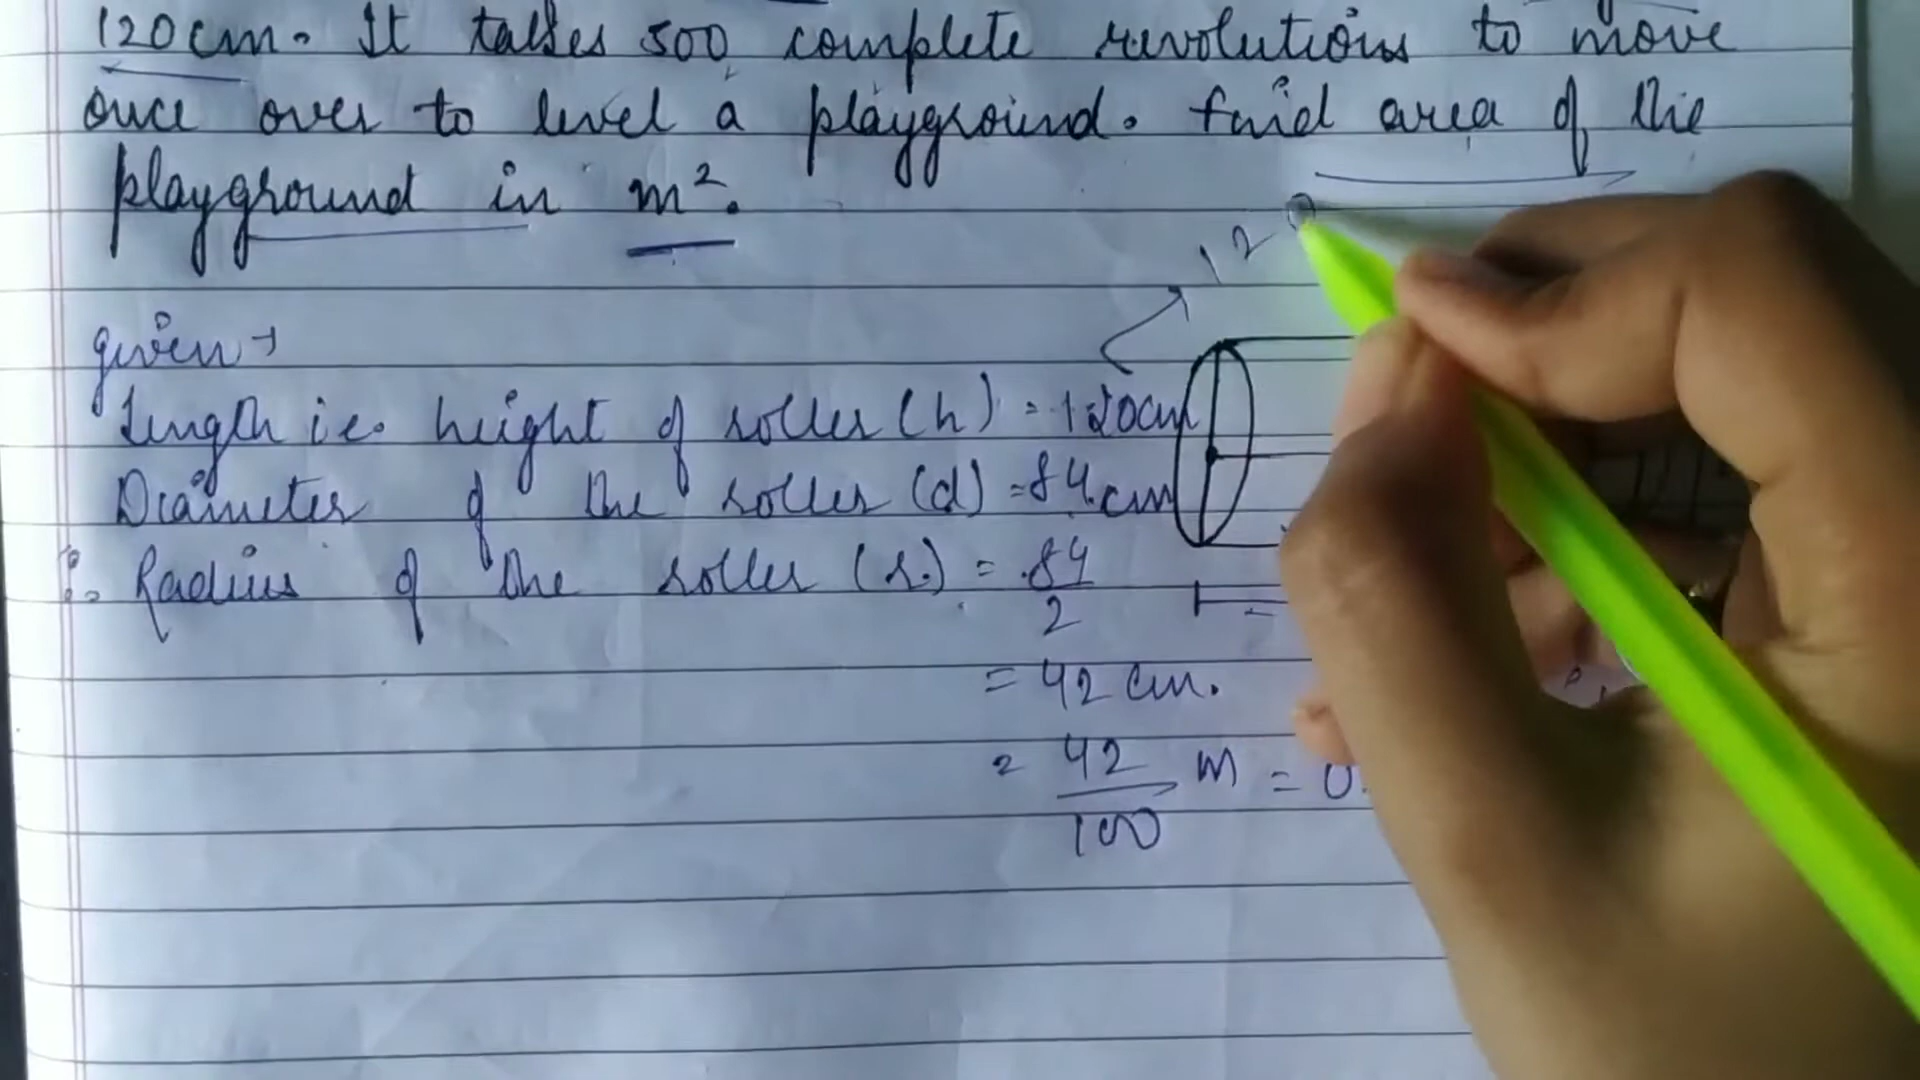 120cm. It takes 500 complete revolutions to move
once over to level a playground. find area of the
playground in m².
120
given →
Length i.e. height of roller (h) = 120cm
Diameter of the roller (d) = 84cm
∴ Radius of the roller (r) = 84/2
= 42 cm.
= 42/100 m = 0.